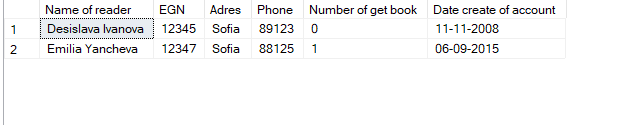 Name of reader EGN Adres Phone Number of get book Date create of account
1 Desislava Ivanova 12345 Sofia 89123 0 11-11-2008
2 Emilia Yancheva 12347 Sofia 88125 1 06-09-2015